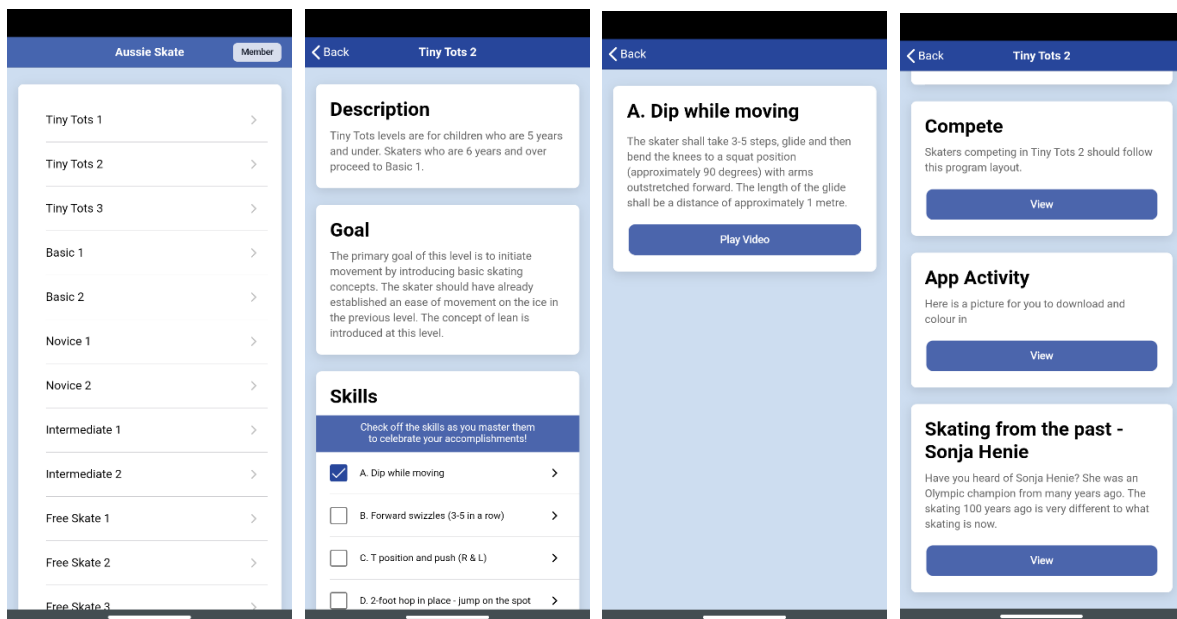 Aussie Skate
Member
Tiny Tots 1
Tiny Tots 2
Tiny Tots 3
Basic 1
Basic 2
Novice 1
Novice 2
Intermediate 1
Intermediate 2
Free Skate 1
Free Skate 2
Free Skate 3
Back
Tiny Tots 2
Description
Tiny Tots levels are for children who are 5 years
and under. Skaters who are 6 years and over
proceed to Basic 1.
Goal
The primary goal of this level is to initiate
movement by introducing basic skating
concepts. The skater should have already
established an ease of movement on the ice in
the previous level. The concept of lean is
introduced at this level.
Skills
Check off the skills as you master them
to celebrate your accomplishments!
A. Dip while moving
B. Forward swizzles (3-5 in a row)
C. T position and push (R & L)
D. 2-foot hop in place - jump on the spot
Back
A. Dip while moving
The skater shall take 3-5 steps, glide and then
bend the knees to a squat position
(approximately 90 degrees) with arms
outstretched forward. The length of the glide
shall be a distance of approximately 1 metre.
Play Video
Back
Tiny Tots 2
Compete
Skaters competing in Tiny Tots 2 should follow
this program layout.
View
App Activity
Here is a picture for you to download and
colour in
View
Skating from the past -
Sonja Henie
Have you heard of Sonja Henie? She was an
Olympic champion from many years ago. The
skating 100 years ago is very different to what
skating is now.
View